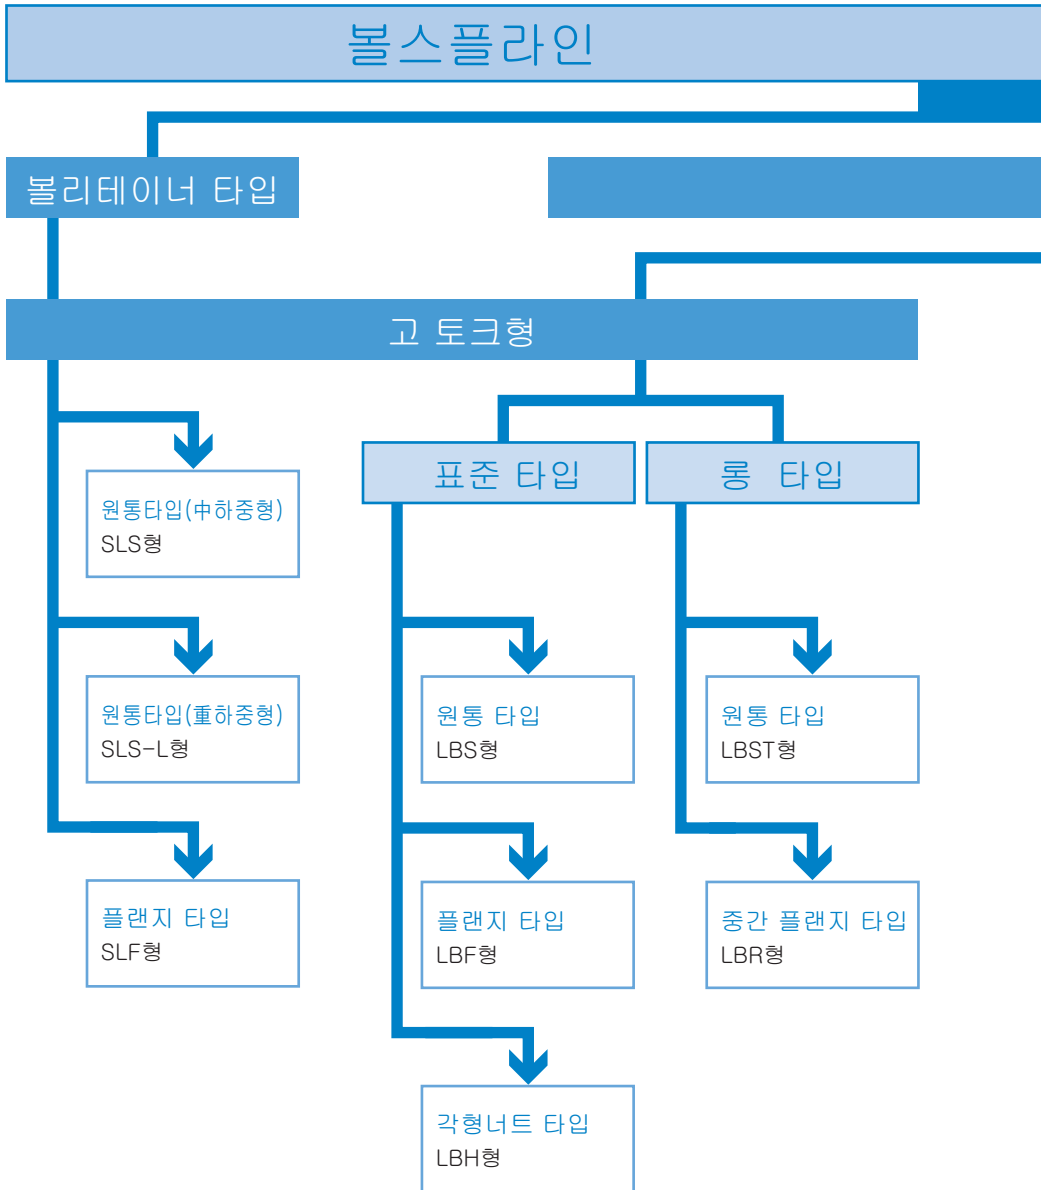 볼스플라인
볼리테이너 타입
고 토크형
표준 타입
롱 타입
원통타입(中하중형)
SLS형
원통타입(重하중형)
SLS-L형
원통 타입
LBS형
원통 타입
LBST형
플랜지 타입
SLF형
플랜지 타입
LBF형
중간 플랜지 타입
LBR형
각형너트 타입
LBH형